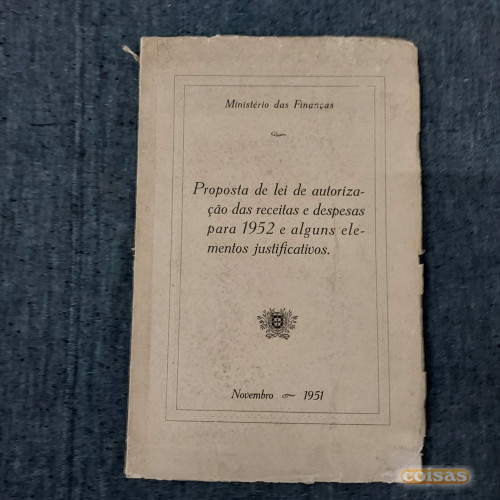 Ministério das Finanças
Proposta de lei de autoriza-
ção das receitas e despesas
para 1952 e alguns ele-
mentos justificativos.
Novembro ~ 1951
coisas